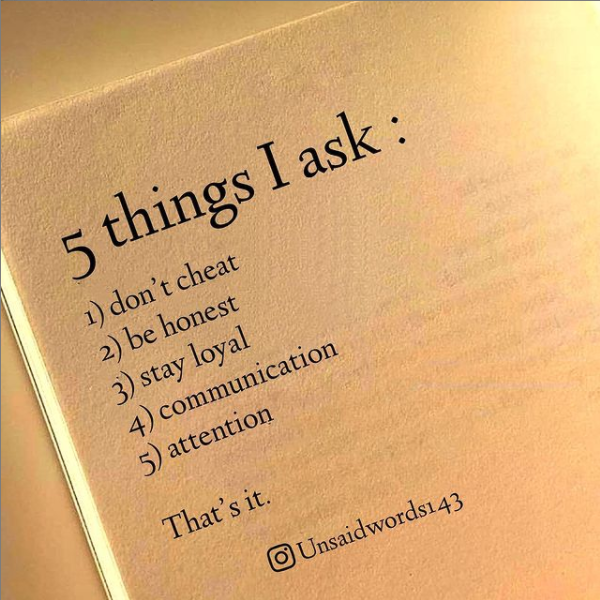 5 things I ask :
1) don't cheat
2) be honest
3) stay loyal
4) communication
5) attention
That's it.
Unsaidwords143